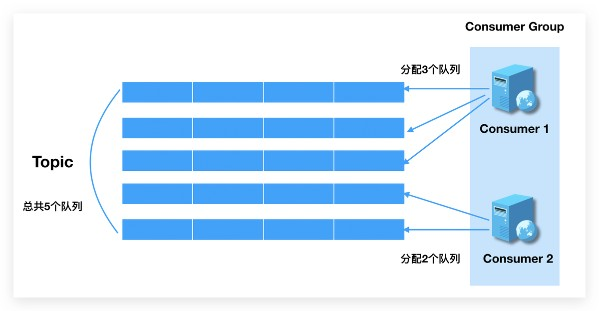 Consumer Group
分配3个队列
Consumer 1
Topic
总共5个队列
分配2个队列
Consumer 2